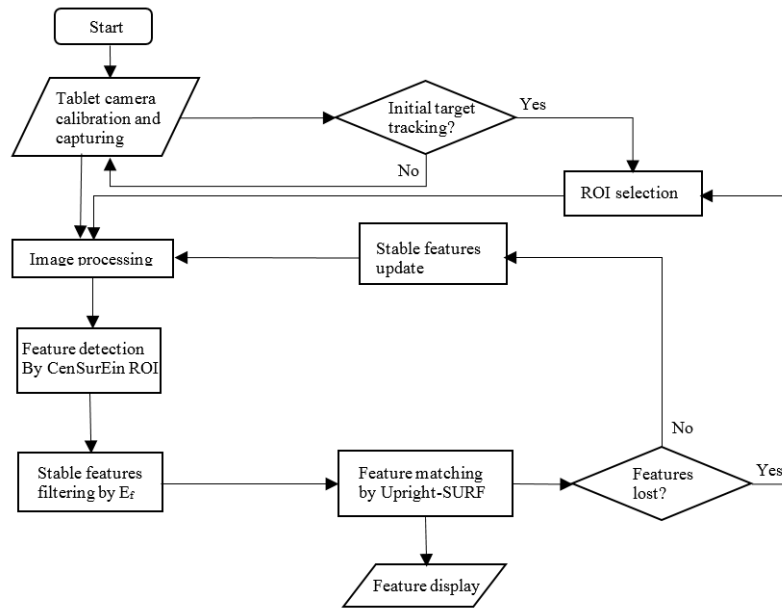 Start
Tablet camera
calibration and
capturing
Initial target
tracking?
Yes
No
ROI selection
Image processing
Stable features
update
Feature detection
By CenSurEin ROI
No
Stable features
filtering by Ef
Feature matching
by Upright-SURF
Features
lost?
Yes
Feature display